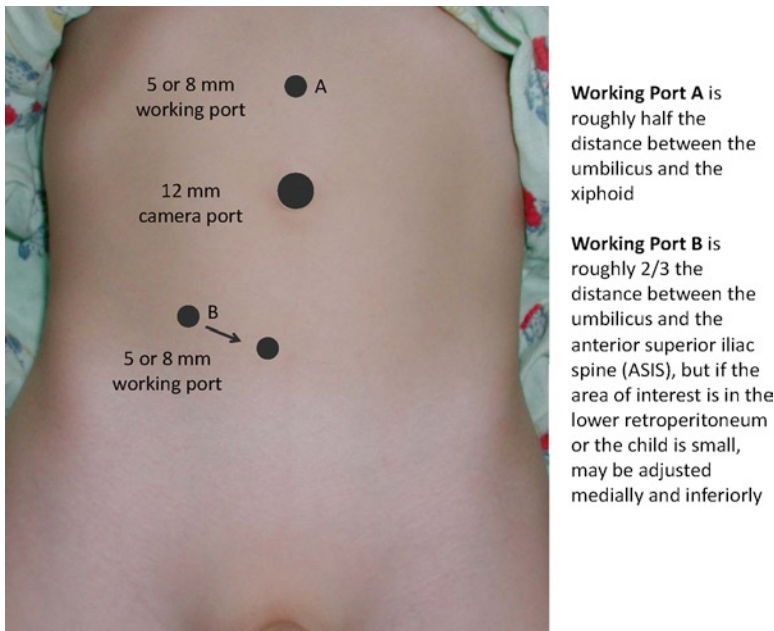 5 or 8 mm
working port
A
12 mm
camera port
B
5 or 8 mm
working port
Working Port A is
roughly half the
distance between the
umbilicus and the
xiphoid
Working Port B is
roughly 2/3 the
distance between the
umbilicus and the
anterior superior iliac
spine (ASIS), but if the
area of interest is in the
lower retroperitoneum
or the child is small,
may be adjusted
medially and inferiorly